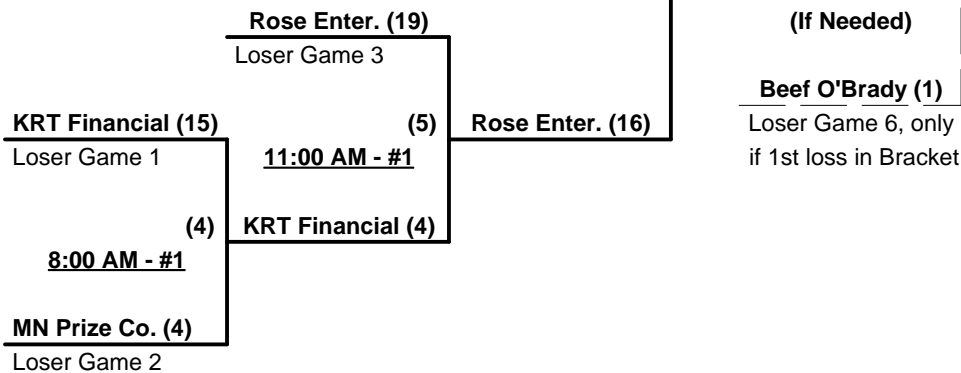 Rose Enter. (19)
Loser Game 3
(If Needed)
Beef O'Brady (1)
KRT Financial (15)
(5)
Rose Enter. (16)
Loser Game 6, only
Loser Game 1
11:00 AM - #1
if 1st loss in Bracket
(4)
KRT Financial (4)
8:00 AM - #1
MN Prize Co. (4)
Loser Game 2